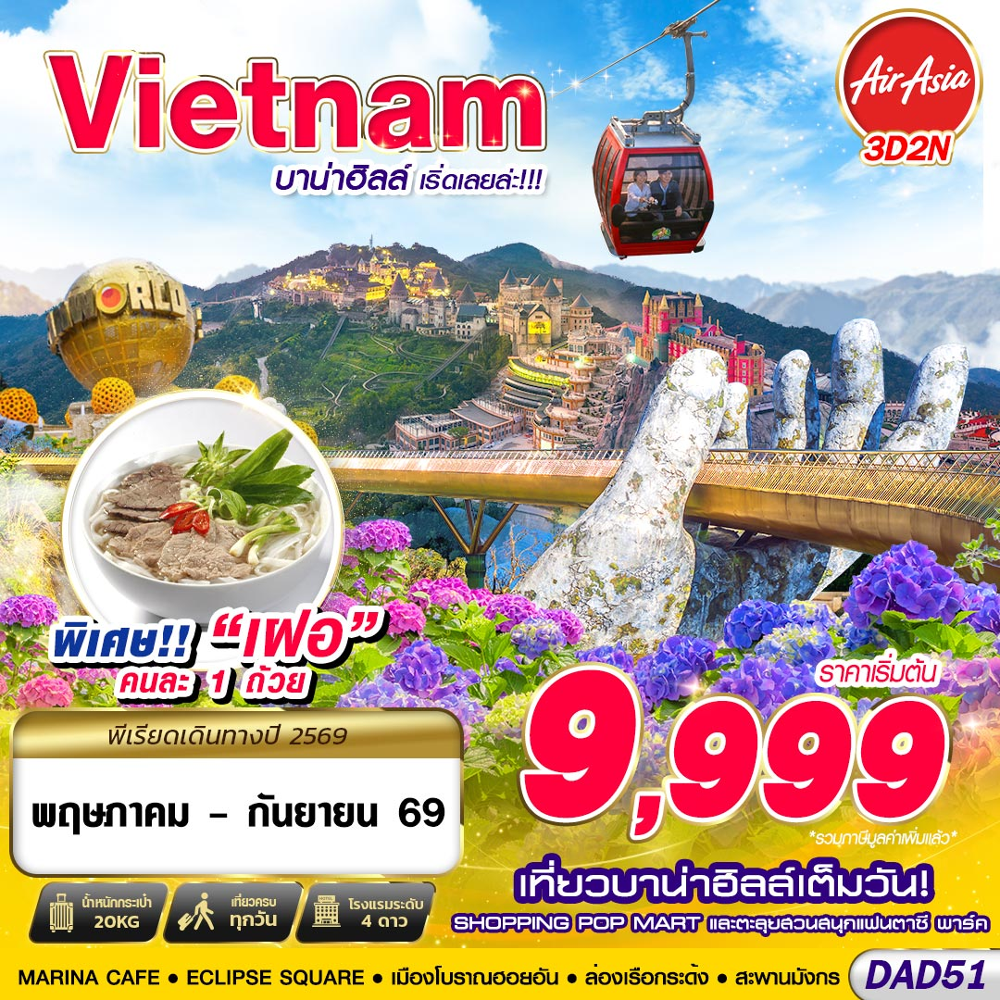 Vietnam
บาน่าฮิลล์ เริ่ดเลยล่ะ!!!
AirAsia
3D2N
WORLD
พิเศษ!! “เฝอ”
คนละ 1 ถ้วย
พีเรียดเดินทางปี 2569
พฤษภาคม - กันยายน 69
ราคาเริ่มต้น
9,999
*รวมภาษีมูลค่าเพิ่มแล้ว*
น้ำหนักกระเป๋า
20KG
เที่ยวครบ
ทุกวัน
HOTEL
โรงแรมระดับ
4 ดาว
เที่ยวบาน่าฮิลล์เต็มวัน!
SHOPPING POP MART และตะลุยสวนสนุกแฟนตาซี พาร์ค
MARINA CAFE ● ECLIPSE SQUARE ● เมืองโบราณฮอยอัน ● ล่องเรือกระด้ง ● สะพานมังกร
DAD51